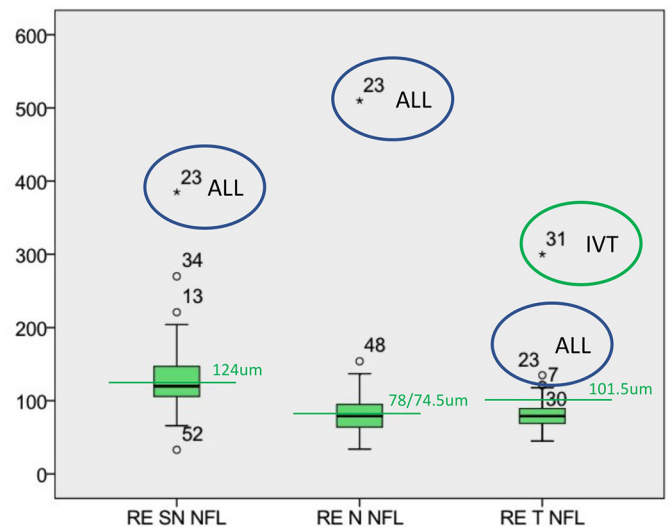 600
500
400
300
200
100
0
23 ALL
34
13
124um
52
RE SN NFL
23 ALL
48
78/74.5um
RE N NFL
31 IVT
ALL
23
7
101.5um
30
RE T NFL